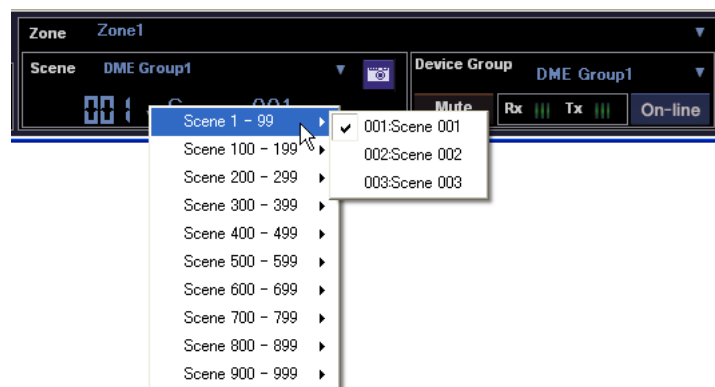 Zone Zone1
Scene DME Group1
Device Group DME Group1
001
Mute Rx Tx On-line
Scene 1 - 99
Scene 100 - 199
Scene 200 - 299
Scene 300 - 399
Scene 400 - 499
Scene 500 - 599
Scene 600 - 699
Scene 700 - 799
Scene 800 - 899
Scene 900 - 999
001:Scene 001
002:Scene 002
003:Scene 003